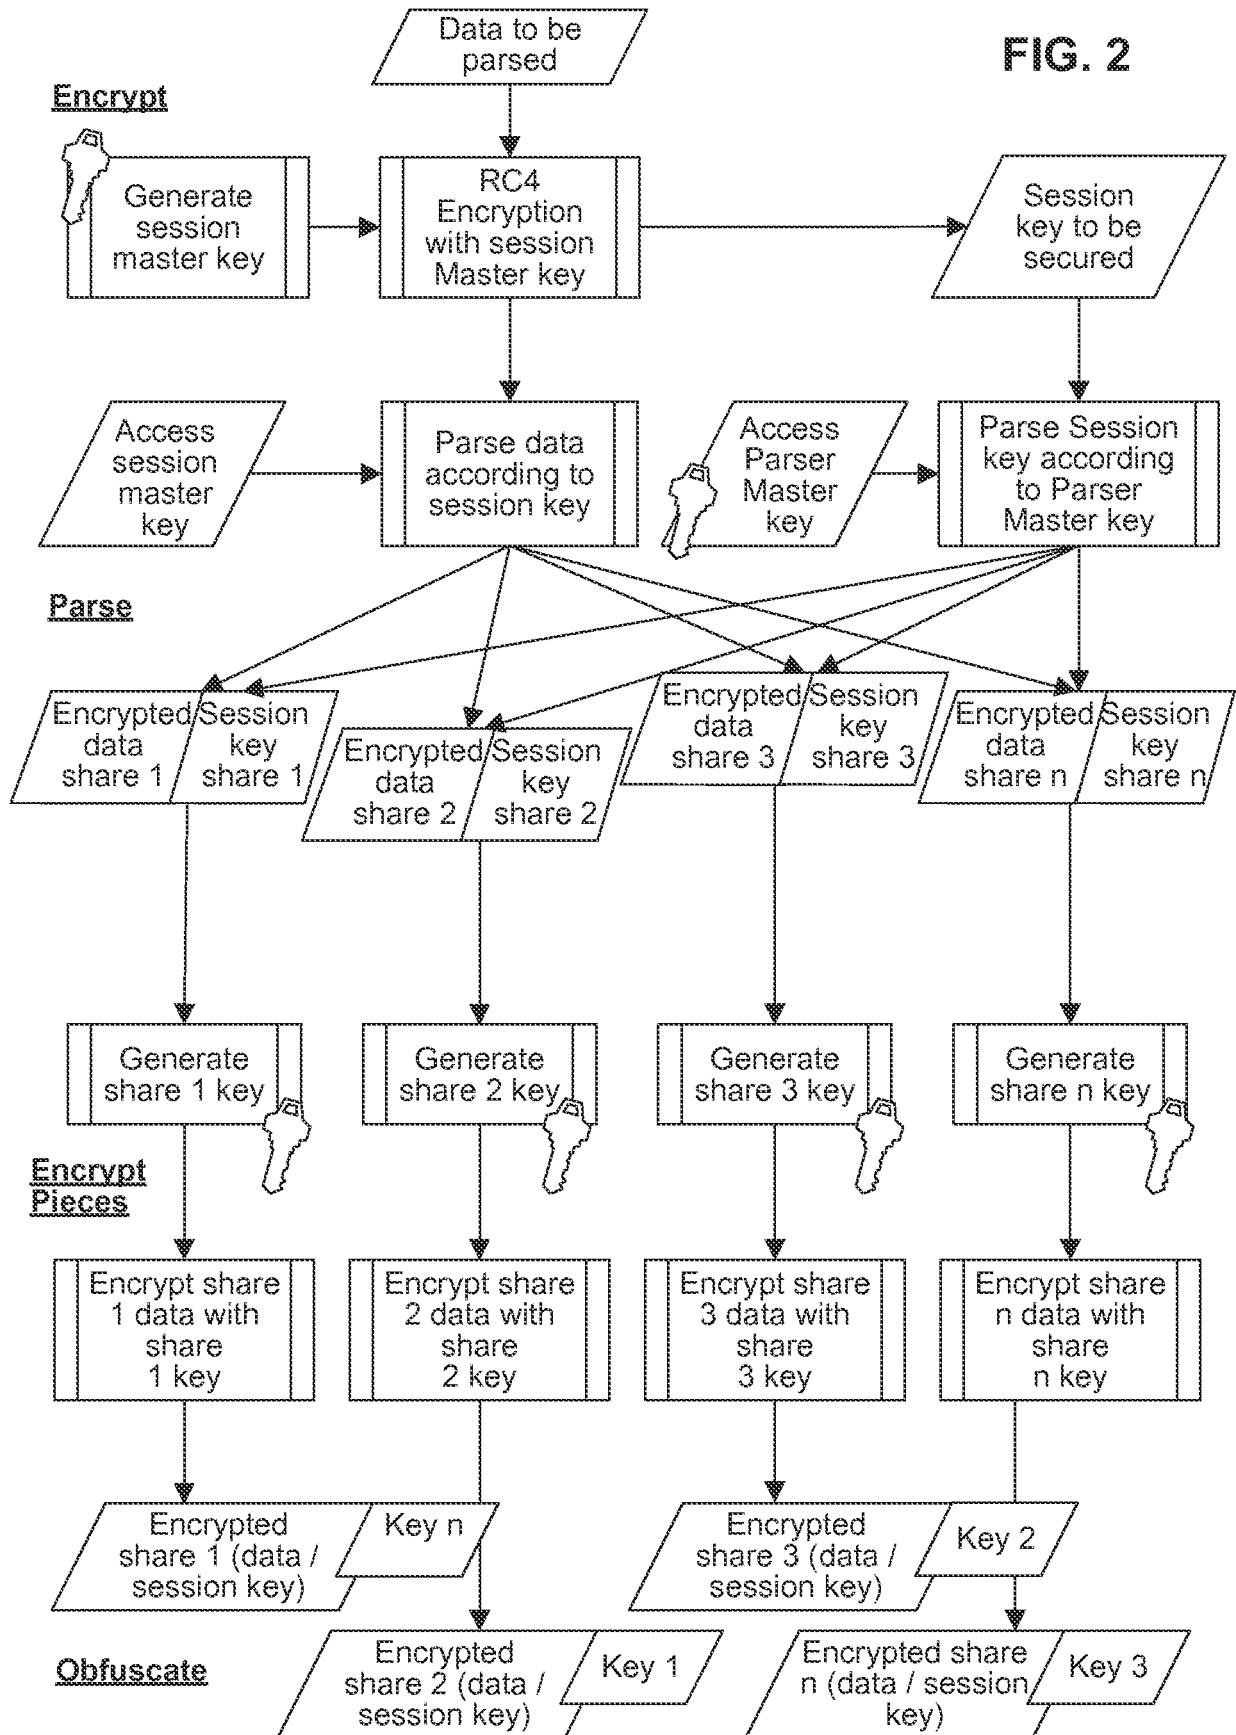 Data to be
parsed
FIG. 2
Encrypt
Generate
session
master key
RC4
Encryption
with session
Master key
Session
key to be
secured
Access
session
master
key
Parse data
according to
session key
Access
Parser
Master
key
Parse Session
key according
to Parser
Master key
Parse
Encrypted
data
share 1
Session
key
share 1
Encrypted
data
share 2
Session
key
share 2
Encrypted
data
share 3
Session
key
share 3
Encrypted
data
share n
Session
key
share n
Generate
share 1 key
Generate
share 2 key
Generate
share 3 key
Generate
share n key
Encrypt
Pieces
Encrypt share
1 data with
share
1 key
Encrypt share
2 data with
share
2 key
Encrypt share
3 data with
share
3 key
Encrypt share
n data with
share
n key
Encrypted
share 1 (data /
session key)
Key n
Encrypted
share 3 (data /
session key)
Key 2
Obfuscate
Encrypted
share 2 (data /
session key)
Key 1
Encrypted share
n (data / session
key)
Key 3